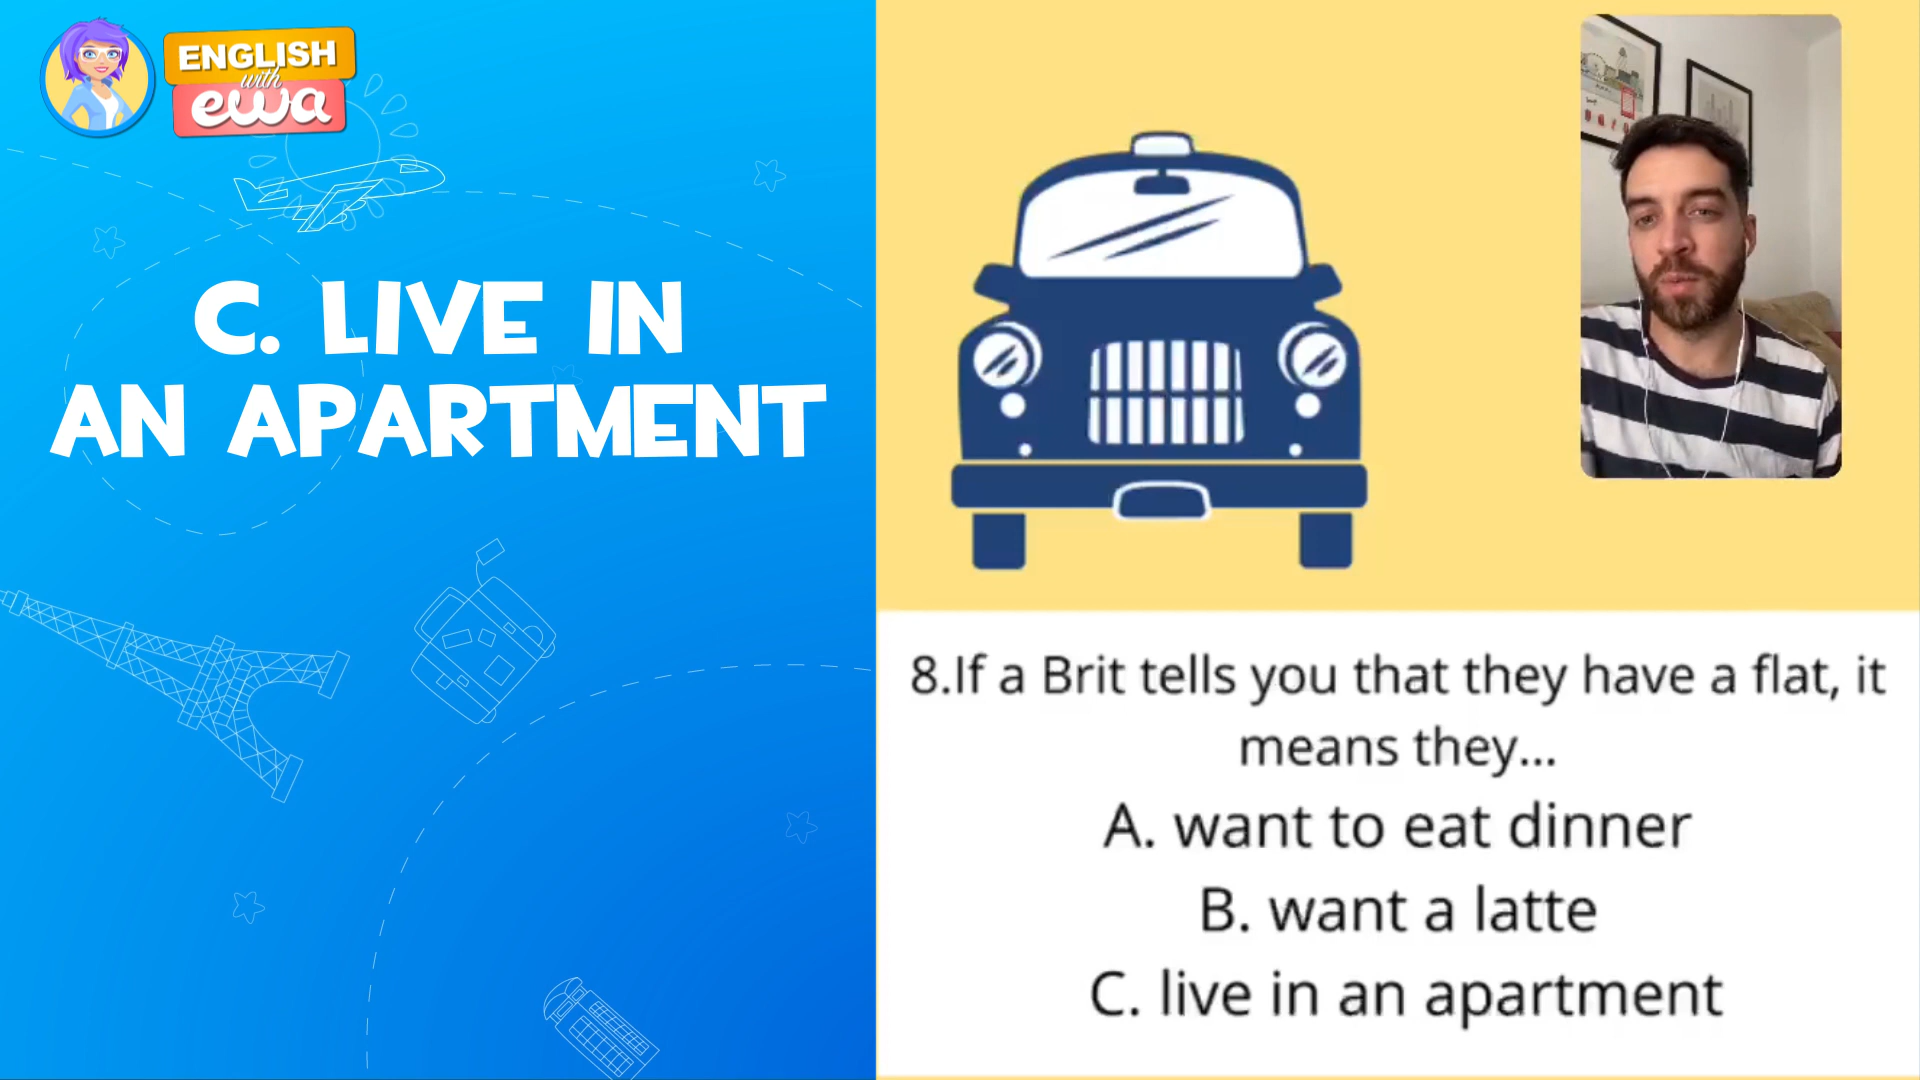 ENGLISH
with
ewa
C. LIVE IN
AN APARTMENT
8.If a Brit tells you that they have a flat, it
means they...
A. want to eat dinner
B. want a latte
C. live in an apartment